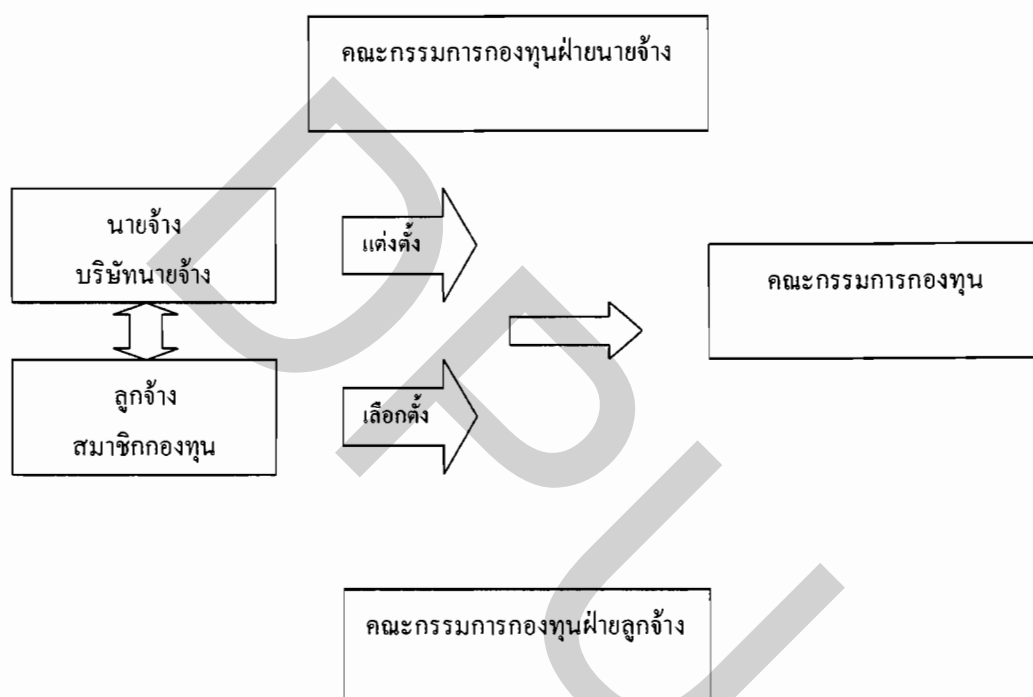 คณะกรรมการกองทุนฝ่ายนายจ้าง
นายจ้าง
บริษัทนายจ้าง
แต่งตั้ง
คณะกรรมการกองทุน
ลูกจ้าง
สมาชิกกองทุน
เลือกตั้ง
คณะกรรมการกองทุนฝ่ายลูกจ้าง
DPU